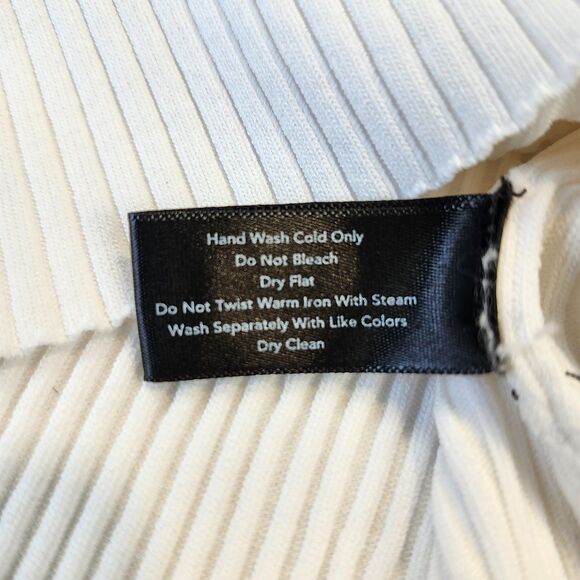 Hand Wash Cold Only
Do Not Bleach
Dry Flat
Do Not Twist Warm Iron With Steam
Wash Separately With Like Colors
Dry Clean